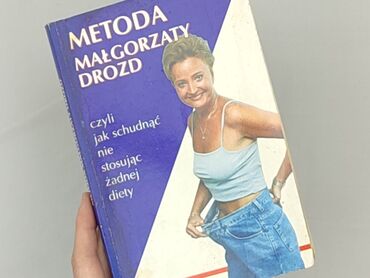 METODA
MAŁGORZATY
DROZD
czyli
jak schudnąć
nie
stosując
żadnej
diety